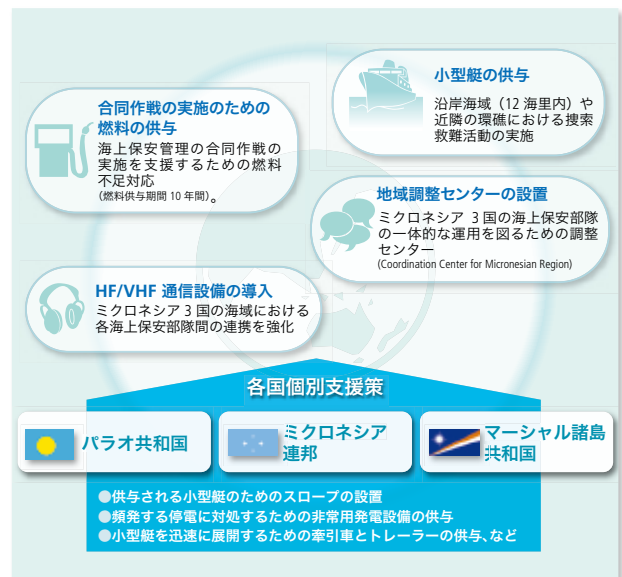 小型艇の供与
沿岸海域（12 海里内）や
近隣の環礁における捜索
救難活動の実施
合同作戦の実施のための
燃料の供与
海上保安管理の合同作戦の
実施を支援するための燃料
不足対応
（燃料供与期間 10 年間）。
地域調整センターの設置
ミクロネシア 3 国の海上保安部隊
の一体的な運用を図るための調整
センター
(Coordination Center for Micronesian Region)
HF/VHF 通信設備の導入
ミクロネシア 3 国の海域における
各海上保安部隊間の連携を強化
各国個別支援策
パラオ共和国
ミクロネシア
連邦
マーシャル諸島
共和国
●供与される小型艇のためのスロープの設置
●頻発する停電に対処するための非常用発電設備の供与
●小型艇を迅速に展開するための牽引車とトレーラーの供与、など